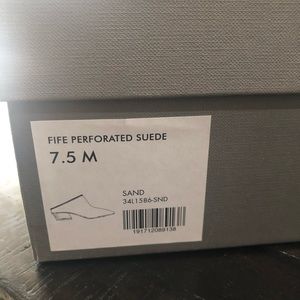 FIFE PERFORATED SUEDE
7.5 M
SAND
34L1586-SND
191712088138